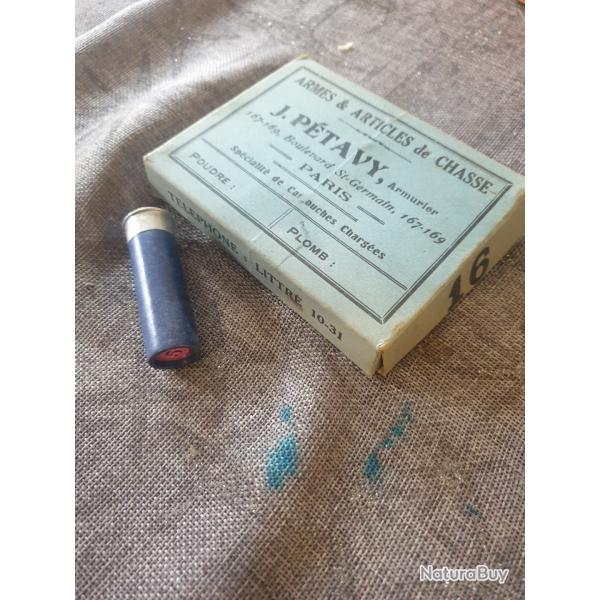 ARMES & ARTICLES de CHASSE
J. PÉTAVY, Armurier
167-169, Boulevard St-Germain, 167-169
PARIS
Spécialité de Cartouches Chargées
POUDRE :
PLOMB :
TÉLÉPHONE : LITTRÉ 10-31
16
NaturaBuy